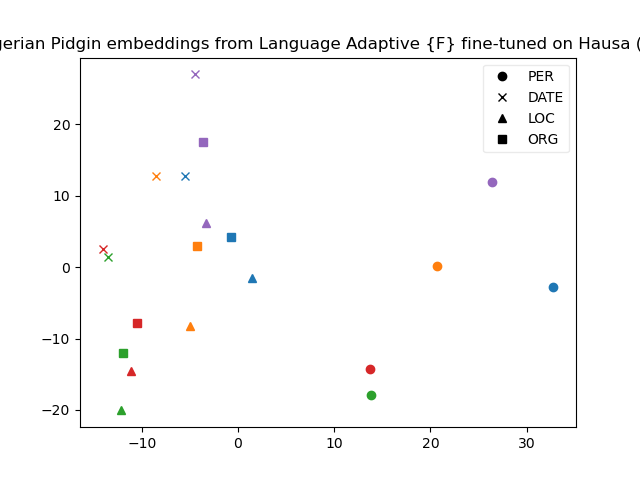 gerian Pidgin embeddings from Language Adaptive {F} fine-tuned on Hausa (
PER
DATE
LOC
ORG
20
10
0
−10
−20
−10 0 10 20 30